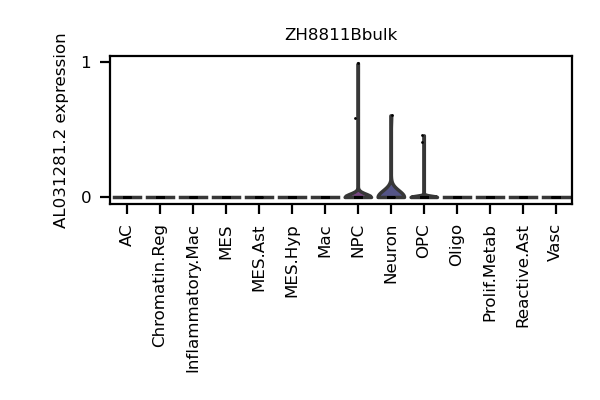 ZH8811Bbulk
AL031281.2 expression
1
0
AC
Chromatin.Reg
Inflammatory.Mac
MES
MES.Ast
MES.Hyp
Mac
NPC
Neuron
OPC
Oligo
Prolif.Metab
Reactive.Ast
Vasc